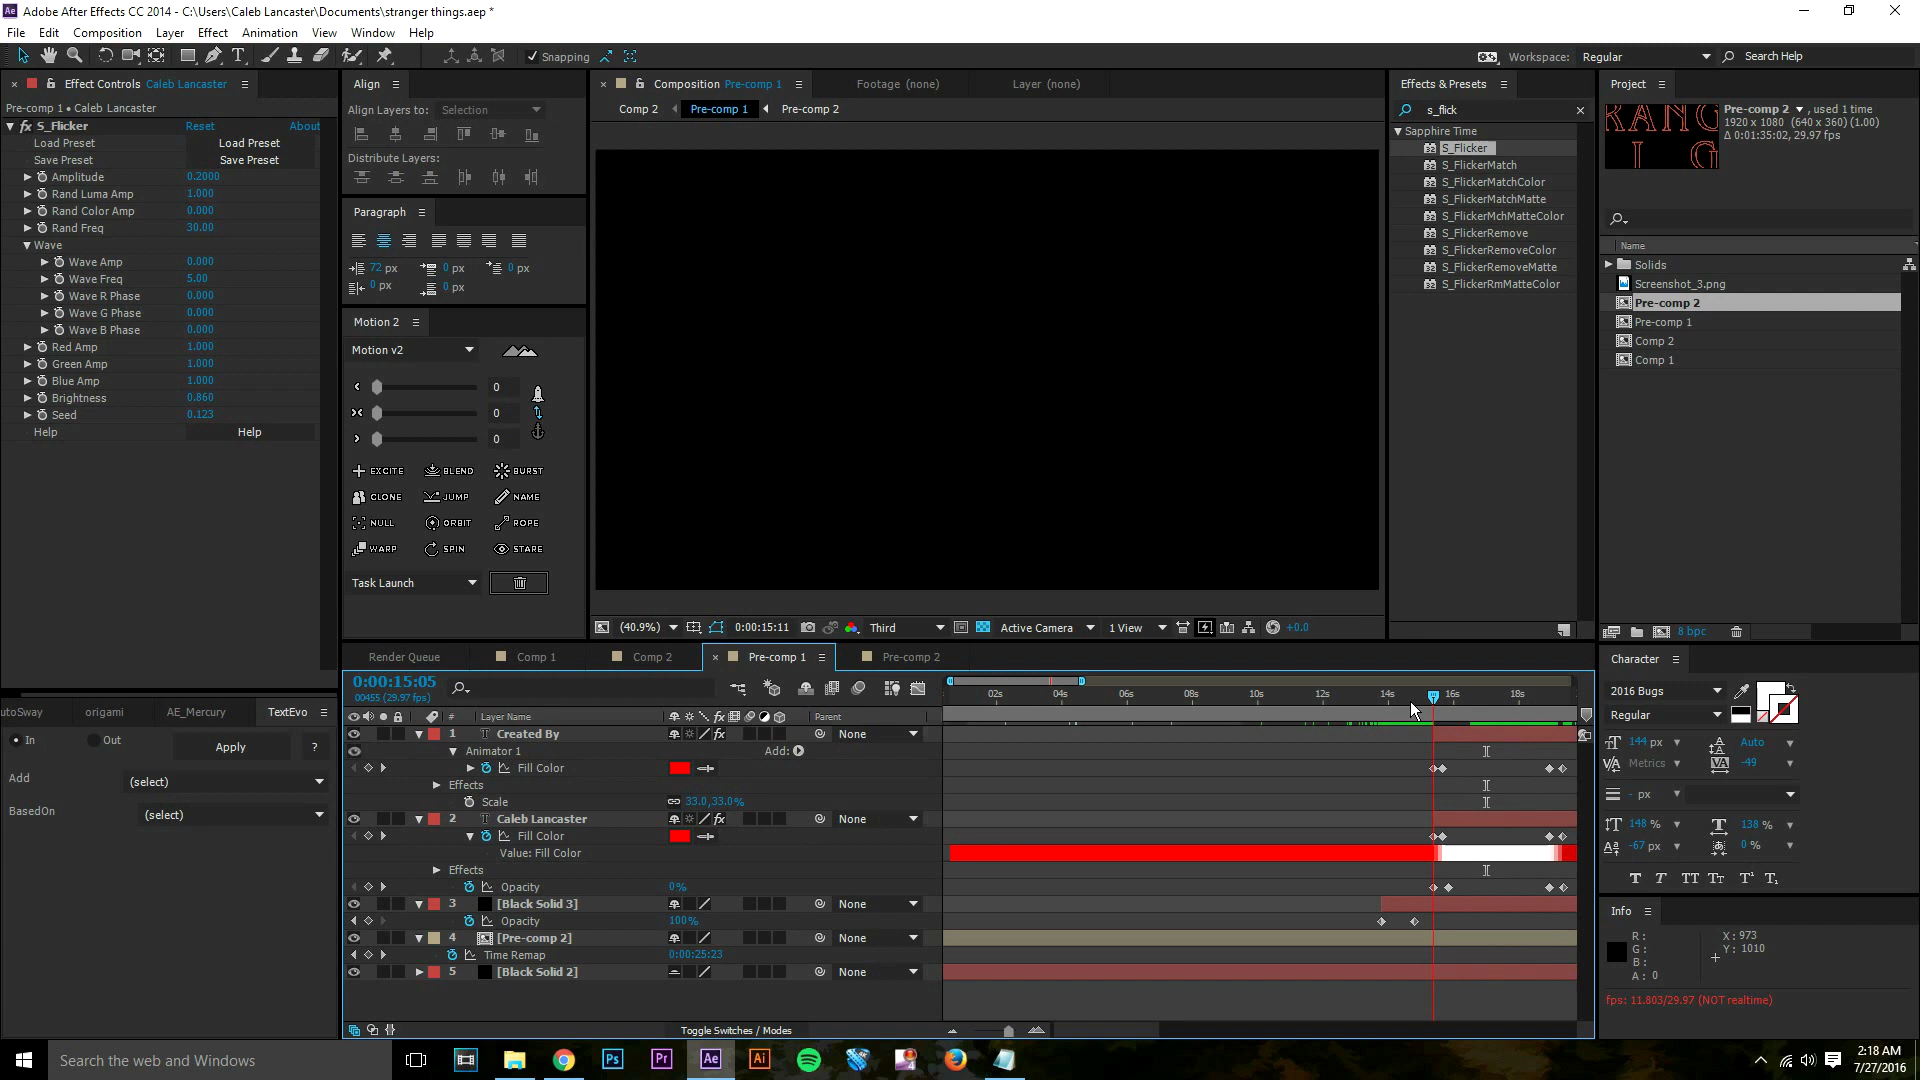 Adobe After Effects CC 2014 - C:\Users\Caleb Lancaster\Documents\stranger things.aep *
File Edit Composition Layer Effect Animation View Window Help
Snapping
Workspace: Regular
Search Help
Effect Controls Caleb Lancaster
Pre-comp 1 • Caleb Lancaster
fx S_Flicker Reset About
Load Preset Load Preset
Save Preset Save Preset
Amplitude 0.2000
Rand Luma Amp 1.000
Rand Color Amp 0.000
Rand Freq 30.00
Wave
Wave Amp 0.000
Wave Freq 5.00
Wave R Phase 0.000
Wave G Phase 0.000
Wave B Phase 0.000
Red Amp 1.000
Green Amp 1.000
Blue Amp 1.000
Brightness 0.860
Seed 0.123
Help Help
utoSway origami AE_Mercury TextEvo
In Out Apply ?
Add (select)
BasedOn (select)
Align
Align Layers to: Selection
Distribute Layers:
Paragraph
72 px 0 px 0 px
0 px 0 px
Motion 2
Motion v2
0
0
0
EXCITE BLEND BURST
CLONE JUMP NAME
NULL ORBIT ROPE
WARP SPIN STARE
Task Launch
Composition Pre-comp 1 Footage (none) Layer (none)
Comp 2 Pre-comp 1 Pre-comp 2
(40.9%) 0:00:15:11 Third Active Camera 1 View +0.0
Effects & Presets
s_flick
Sapphire Time
S_Flicker
S_FlickerMatch
S_FlickerMatchColor
S_FlickerMatchMatte
S_FlickerMchMatteColor
S_FlickerRemove
S_FlickerRemoveColor
S_FlickerRemoveMatte
S_FlickerRmMatteColor
Project
Pre-comp 2 , used 1 time
1920 x 1080 (640 x 360) (1.00)
Δ 0:01:35:02, 29.97 fps
Name
Solids
Screenshot_3.png
Pre-comp 2
Pre-comp 1
Comp 2
Comp 1
8 bpc
Render Queue Comp 1 Comp 2 Pre-comp 1 Pre-comp 2
0:00:15:05
00455 (29.97 fps)
02s 04s 06s 08s 10s 12s 14s 16s 18s
# Layer Name Parent
1 T Created By None
Animator 1 Add:
Fill Color
Effects
Scale 33.0,33.0%
2 T Caleb Lancaster None
Fill Color
Value: Fill Color
Effects
Opacity 0%
3 [Black Solid 3] None
Opacity 100%
4 [Pre-comp 2] None
Time Remap 0:00:25:23
5 [Black Solid 2] None
Toggle Switches / Modes
Character
2016 Bugs
Regular
144 px Auto
Metrics -49
- px
148 % 138 %
-67 px 0 %
T T TT Tт T¹ T₁
Info
R: X: 973
G: Y: 1010
B:
A: 0
fps: 11.803/29.97 (NOT realtime)
Search the web and Windows
2:18 AM
7/27/2016